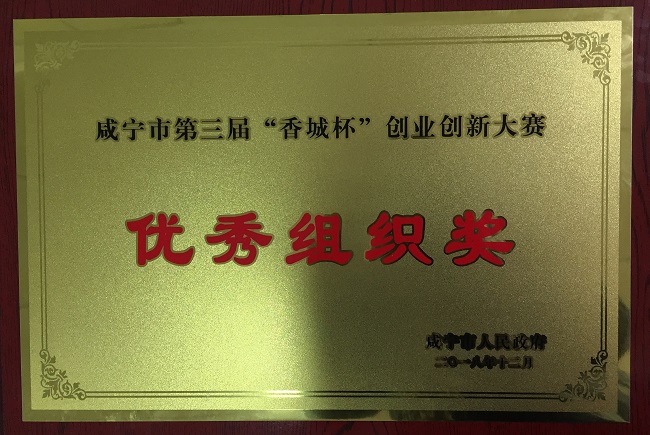 咸宁市第三届“香城杯”创业创新大赛
优秀组织奖
咸宁市人民政府
二〇一八年十二月